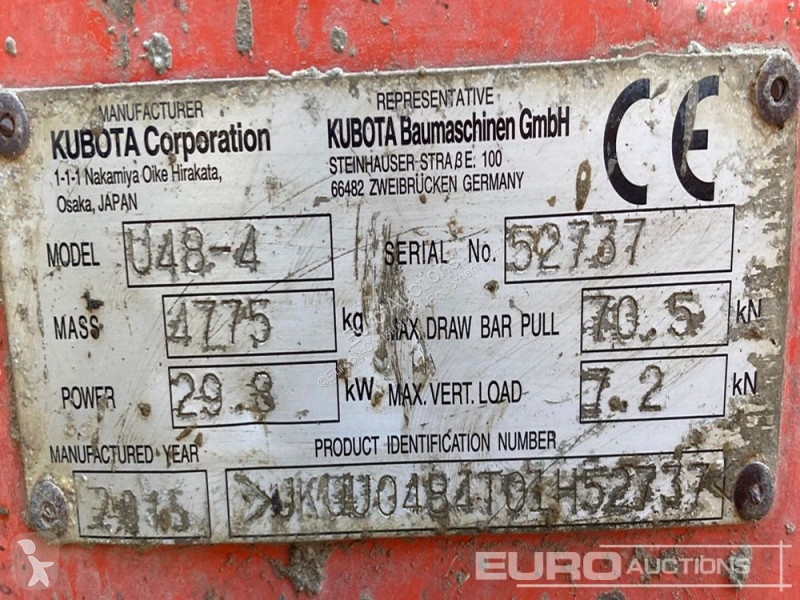 MANUFACTURER
KUBOTA Corporation
1-1-1 Nakamiya Oike Hirakata,
Osaka, JAPAN
REPRESENTATIVE
KUBOTA Baumaschinen GmbH
STEINHAUSER STRAßE. 100
66482 ZWEIBRÜCKEN GERMANY
CE
MODEL U48-4 SERIAL No. 52737
MASS 4775 kg MAX.DRAW BAR PULL 70.5 kN
POWER 29.3 kW MAX.VERT.LOAD 7.2 kN
MANUFACTURED YEAR PRODUCT IDENTIFICATION NUMBER
EURO AUCTIONS